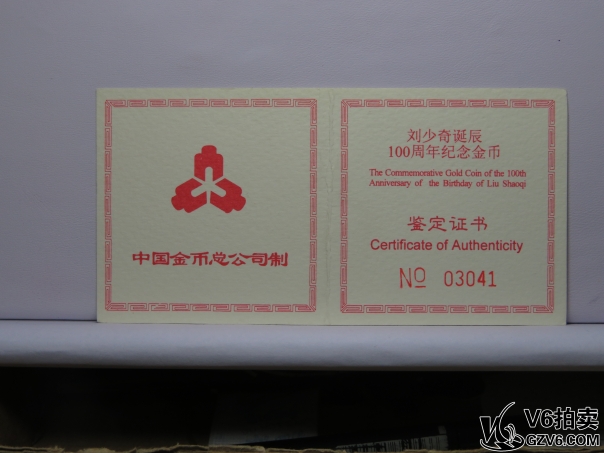 中国金币总公司制
刘少奇诞辰
100周年纪念金币
The Commemorative Gold Coin of the 100th
Anniversary of the Birthday of Liu Shaoqi
鉴定证书
Certificate of Authenticity
No 03041
V6拍卖
GZV6.COM